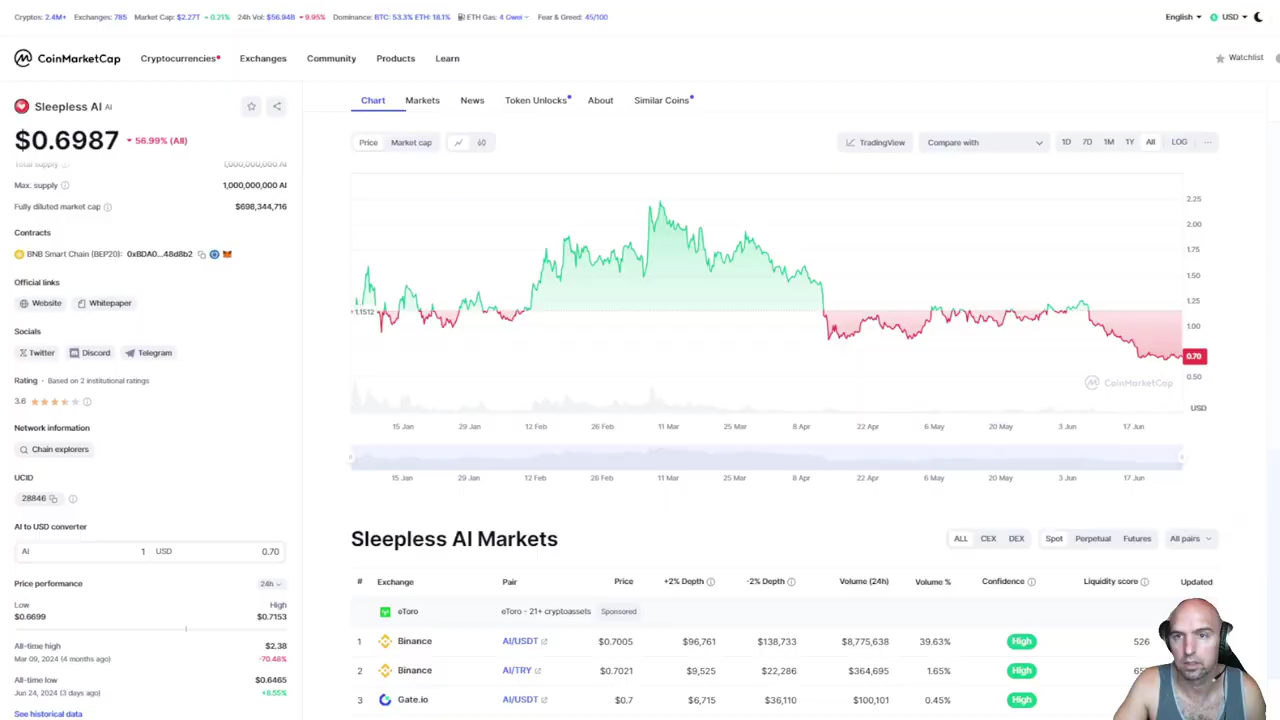 Cryptos: 2.4M+ Exchanges: 785 Market Cap: $2.27T 0.21% 24h Vol: $56.94B 9.95% Dominance: BTC: 53.3% ETH: 18.1% ETH Gas: 4 Gwei Fear & Greed: 45/100
English USD
CoinMarketCap Cryptocurrencies Exchanges Community Products Learn
Watchlist
Sleepless AI AI
$0.6987 56.99% (All)
Total supply 1,000,000,000 AI
Max. supply 1,000,000,000 AI
Fully diluted market cap $698,344,716
Contracts
BNB Smart Chain (BEP20): 0xBDA0...48d8b2
Official links
Website Whitepaper
Socials
Twitter Discord Telegram
Rating · Based on 2 institutional ratings
3.6
Network information
Chain explorers
UCID
28846
AI to USD converter
AI 1 USD 0.70
Price performance 24h
Low High
$0.6699 $0.7153
All-time high $2.38
Mar 09, 2024 (4 months ago) -70.48%
All-time low $0.6465
Jun 24, 2024 (3 days ago) +8.55%
See historical data
Chart Markets News Token Unlocks About Similar Coins
Price Market cap TradingView Compare with 1D 7D 1M 1Y All LOG ...
2.25
2.00
1.75
1.50
1.25
1.1512
1.00
0.70
0.50
CoinMarketCap
USD
15 Jan 29 Jan 12 Feb 26 Feb 11 Mar 25 Mar 8 Apr 22 Apr 6 May 20 May 3 Jun 17 Jun
15 Jan 29 Jan 12 Feb 26 Feb 11 Mar 25 Mar 8 Apr 22 Apr 6 May 20 May 3 Jun 17 Jun
Sleepless AI Markets ALL CEX DEX Spot Perpetual Futures All pairs
# Exchange Pair Price +2% Depth -2% Depth Volume (24h) Volume % Confidence Liquidity score Updated
eToro eToro - 21+ cryptoassets Sponsored
1 Binance AI/USDT $0.7005 $96,761 $138,733 $8,775,638 39.63% High 526
2 Binance AI/TRY $0.7021 $9,525 $22,286 $364,695 1.65% High
3 Gate.io AI/USDT $0.7 $6,715 $36,110 $100,101 0.45% High